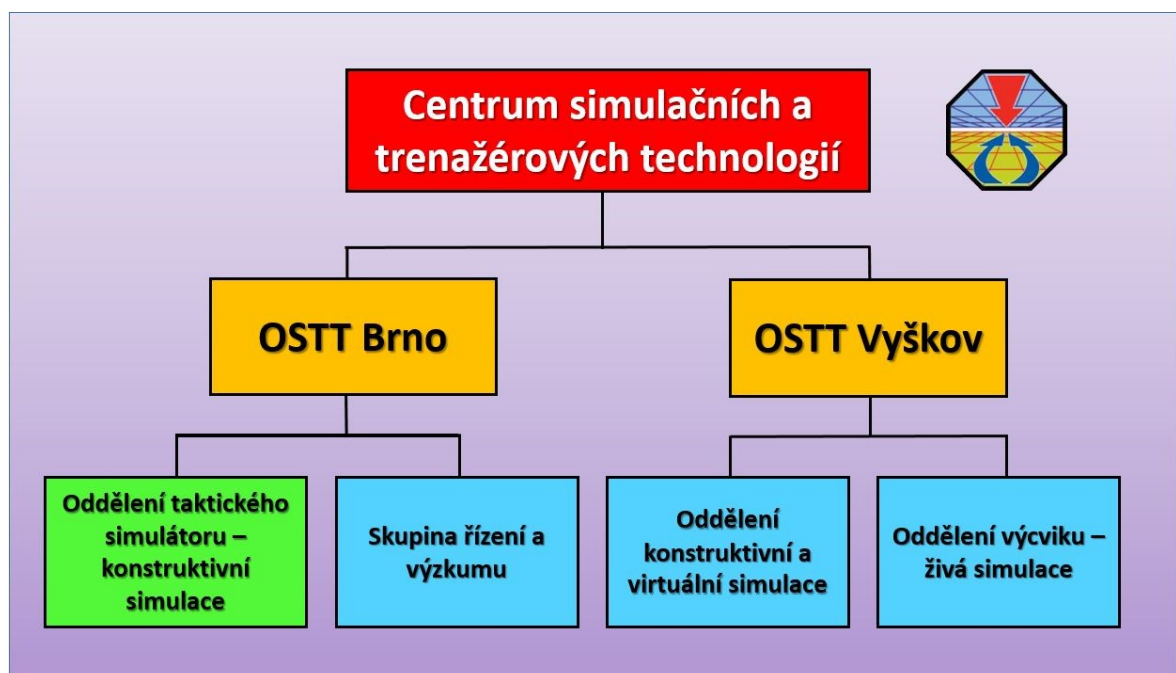 Centrum simulačních a
trenažérových technologií
OSTT Brno
OSTT Vyškov
Oddělení taktického
simulátoru –
konstruktivní
simulace
Skupina řízení a
výzkumu
Oddělení
konstruktivní a
virtuální simulace
Oddělení výcviku –
živá simulace